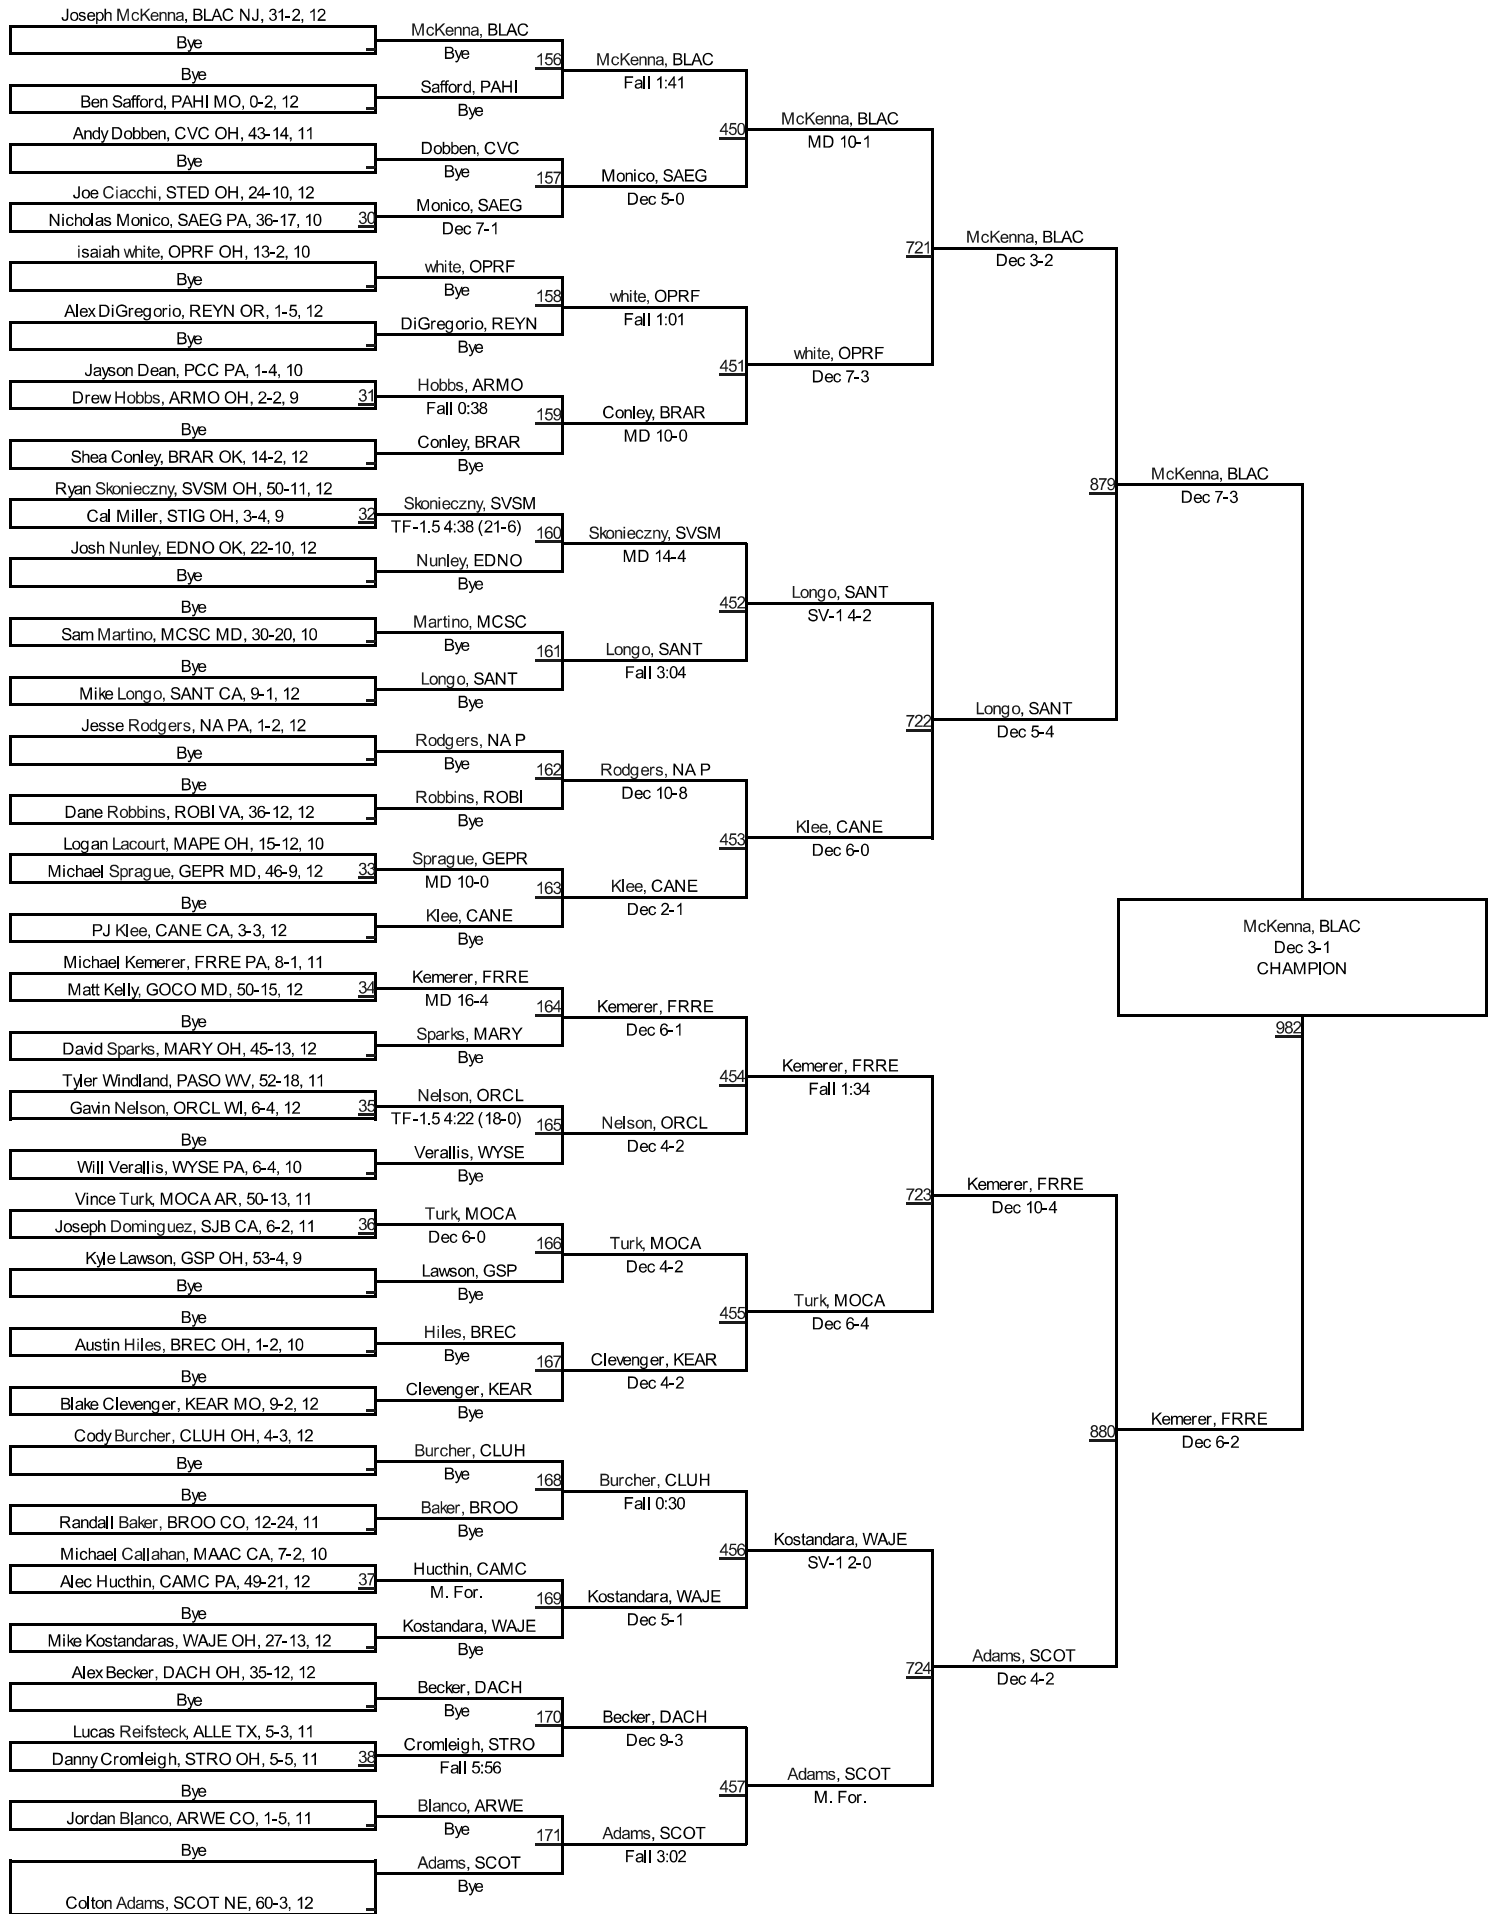 Joseph McKenna, BLAC NJ, 31-2, 12
Bye
Bye
Ben Safford, PAHI MO, 0-2, 12
Andy Dobben, CVC OH, 43-14, 11
Bye
Joe Ciacchi, STED OH, 24-10, 12
Nicholas Monico, SAEG PA, 36-17, 10
30
isaiah white, OPRF OH, 13-2, 10
Bye
Alex DiGregorio, REYN OR, 1-5, 12
Bye
Jayson Dean, PCC PA, 1-4, 10
Drew Hobbs, ARMO OH, 2-2, 9
31
Bye
Shea Conley, BRAR OK, 14-2, 12
Ryan Skonieczny, SVSM OH, 50-11, 12
Cal Miller, STIG OH, 3-4, 9
32
Josh Nunley, EDNO OK, 22-10, 12
Bye
Bye
Sam Martino, MCSC MD, 30-20, 10
Bye
Mike Longo, SANT CA, 9-1, 12
Jesse Rodgers, NA PA, 1-2, 12
Bye
Bye
Dane Robbins, ROBI VA, 36-12, 12
Logan Lacourt, MAPE OH, 15-12, 10
Michael Sprague, GEPR MD, 46-9, 12
33
Bye
PJ Klee, CANE CA, 3-3, 12
Michael Kemerer, FRRE PA, 8-1, 11
Matt Kelly, GOCO MD, 50-15, 12
34
Bye
David Sparks, MARY OH, 45-13, 12
Tyler Windland, PASO WV, 52-18, 11
Gavin Nelson, ORCL WI, 6-4, 12
35
Bye
Will Verallis, WYSE PA, 6-4, 10
Vince Turk, MOCA AR, 50-13, 11
Joseph Dominguez, SJB CA, 6-2, 11
36
Kyle Lawson, GSP OH, 53-4, 9
Bye
Bye
Austin Hiles, BREC OH, 1-2, 10
Bye
Blake Clevenger, KEAR MO, 9-2, 12
Cody Burcher, CLUH OH, 4-3, 12
Bye
Bye
Randall Baker, BROO CO, 12-24, 11
Michael Callahan, MAAC CA, 7-2, 10
Alec Hucthin, CAMC PA, 49-21, 12
37
Bye
Mike Kostandaras, WAJE OH, 27-13, 12
Alex Becker, DACH OH, 35-12, 12
Bye
Lucas Reifsteck, ALLE TX, 5-3, 11
Danny Cromleigh, STRO OH, 5-5, 11
38
Bye
Jordan Blanco, ARWE CO, 1-5, 11
Bye
Colton Adams, SCOT NE, 60-3, 12
McKenna, BLAC
Bye
156
Safford, PAHI
Bye
Dobben, CVC
Bye
157
Monico, SAEG
Dec 7-1
white, OPRF
Bye
158
DiGregorio, REYN
Bye
Hobbs, ARMO
Fall 0:38
159
Conley, BRAR
Bye
Skonieczny, SVSM
TF-1.5 4:38 (21-6)
160
Nunley, EDNO
Bye
Martino, MCSC
Bye
161
Longo, SANT
Bye
Rodgers, NA P
Bye
162
Robbins, ROBI
Bye
Sprague, GEPR
MD 10-0
163
Klee, CANE
Bye
Kemerer, FRRE
MD 16-4
164
Sparks, MARY
Bye
Nelson, ORCL
TF-1.5 4:22 (18-0)
165
Verallis, WYSE
Bye
Turk, MOCA
Dec 6-0
166
Lawson, GSP
Bye
Hiles, BREC
Bye
167
Clevenger, KEAR
Bye
Burcher, CLUH
Bye
168
Baker, BROO
Bye
Hucthin, CAMC
M. For.
169
Kostandara, WAJE
Bye
Becker, DACH
Bye
170
Cromleigh, STRO
Fall 5:56
Blanco, ARWE
Bye
171
Adams, SCOT
Bye
McKenna, BLAC
Fall 1:41
450
Monico, SAEG
Dec 5-0
white, OPRF
Fall 1:01
451
Conley, BRAR
MD 10-0
Skonieczny, SVSM
MD 14-4
452
Longo, SANT
Fall 3:04
Rodgers, NA P
Dec 10-8
453
Klee, CANE
Dec 2-1
Kemerer, FRRE
Dec 6-1
454
Nelson, ORCL
Dec 4-2
Turk, MOCA
Dec 4-2
455
Clevenger, KEAR
Dec 4-2
Burcher, CLUH
Fall 0:30
456
Kostandara, WAJE
Dec 5-1
Becker, DACH
Dec 9-3
457
Adams, SCOT
Fall 3:02
McKenna, BLAC
MD 10-1
721
white, OPRF
Dec 7-3
Longo, SANT
SV-1 4-2
722
Klee, CANE
Dec 6-0
Kemerer, FRRE
Fall 1:34
723
Turk, MOCA
Dec 6-4
Kostandara, WAJE
SV-1 2-0
724
Adams, SCOT
M. For.
McKenna, BLAC
Dec 3-2
879
Longo, SANT
Dec 5-4
Kemerer, FRRE
Dec 10-4
880
Adams, SCOT
Dec 4-2
McKenna, BLAC
Dec 7-3
Kemerer, FRRE
Dec 6-2
McKenna, BLAC
Dec 3-1
CHAMPION
982